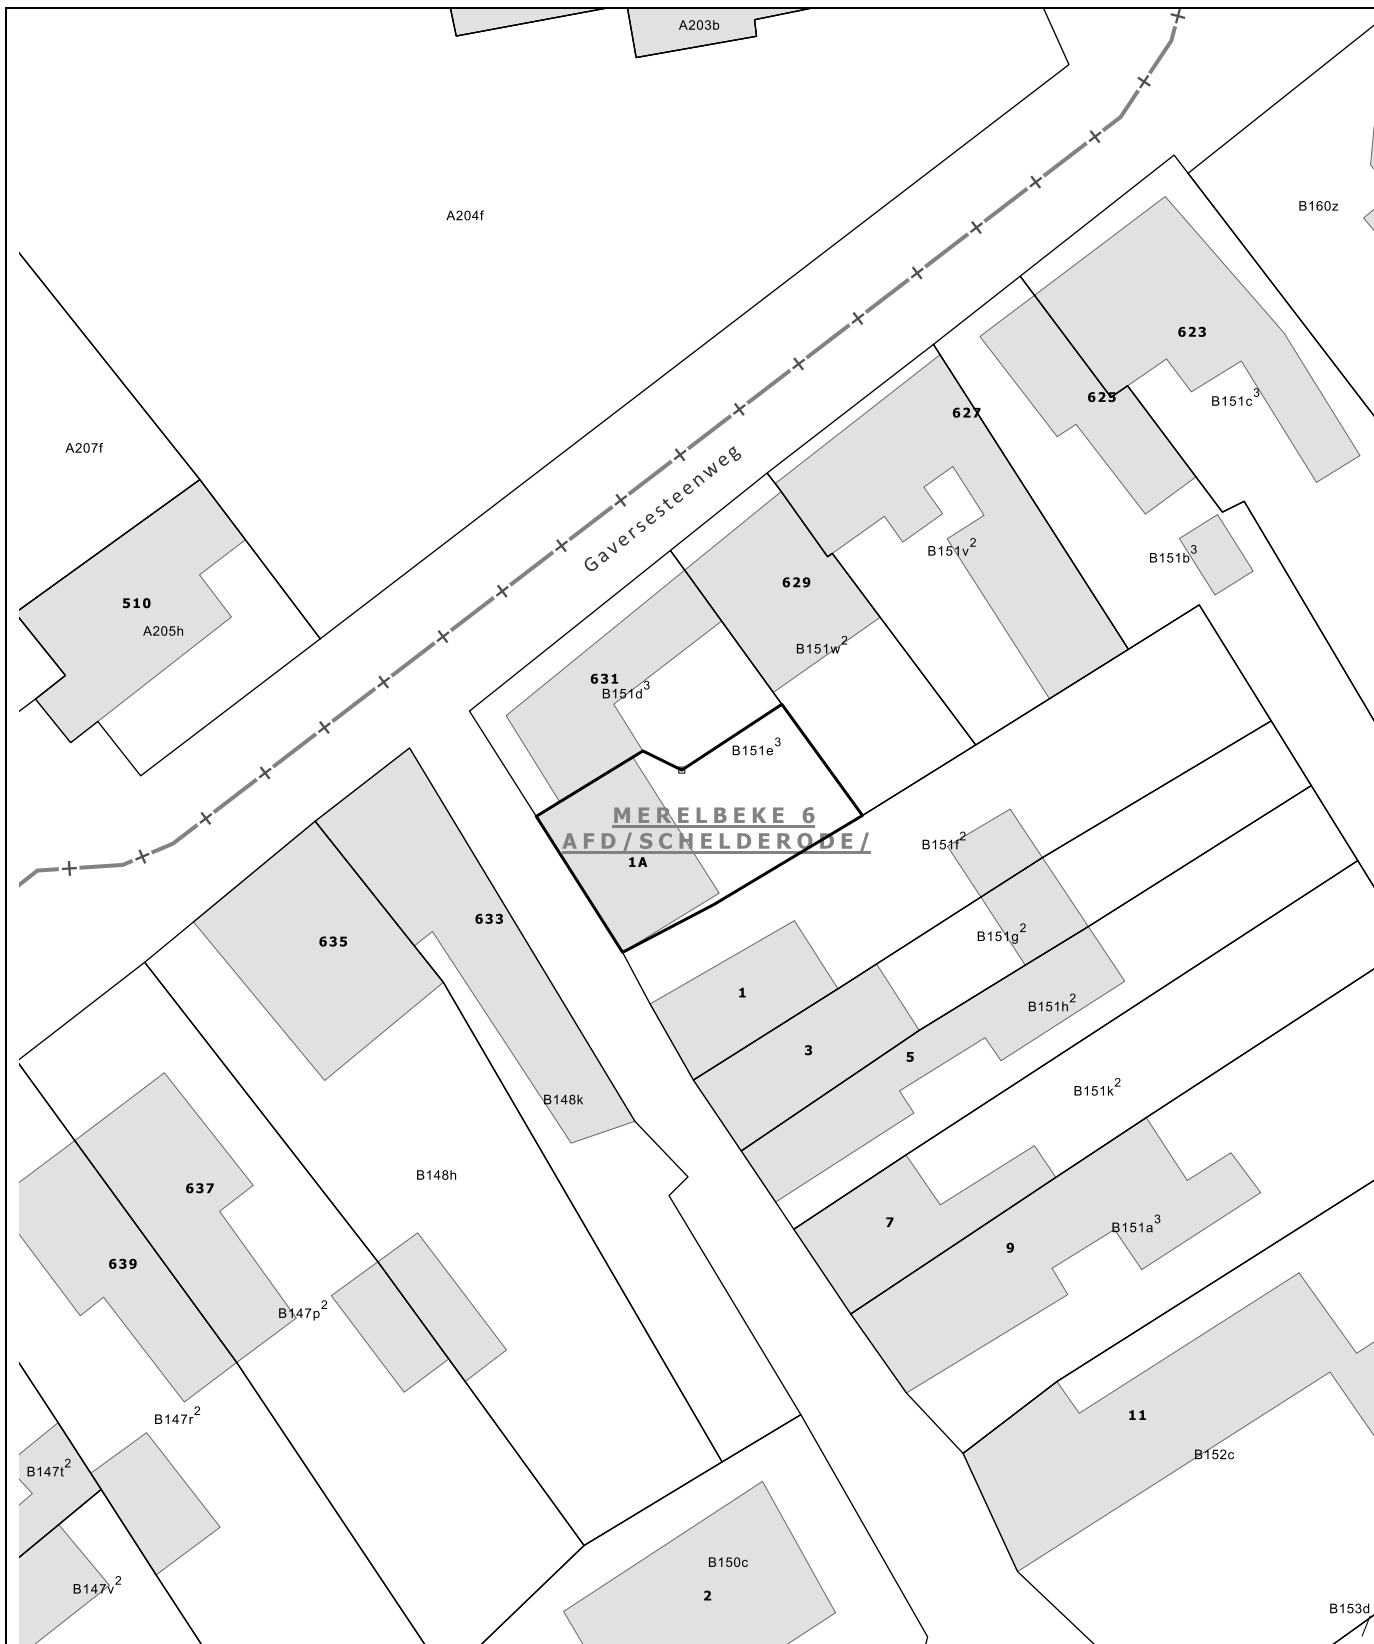 A203b
A204f
B160z
623
B151c³
625
627
A207f
Gaversesteenweg
B151v²
B151b³
629
510
A205h
B151w²
631
B151d³
B151e³
MERELBEKE 6
AFD/SCHELDERODE/
1A
B151f²
633
635
B151g²
1
B151h²
3
5
B151k²
B148k
B148h
637
7
B151a³
9
639
B147p²
11
B147r²
B152c
B147t²
B150c
B147v²
2
B153d